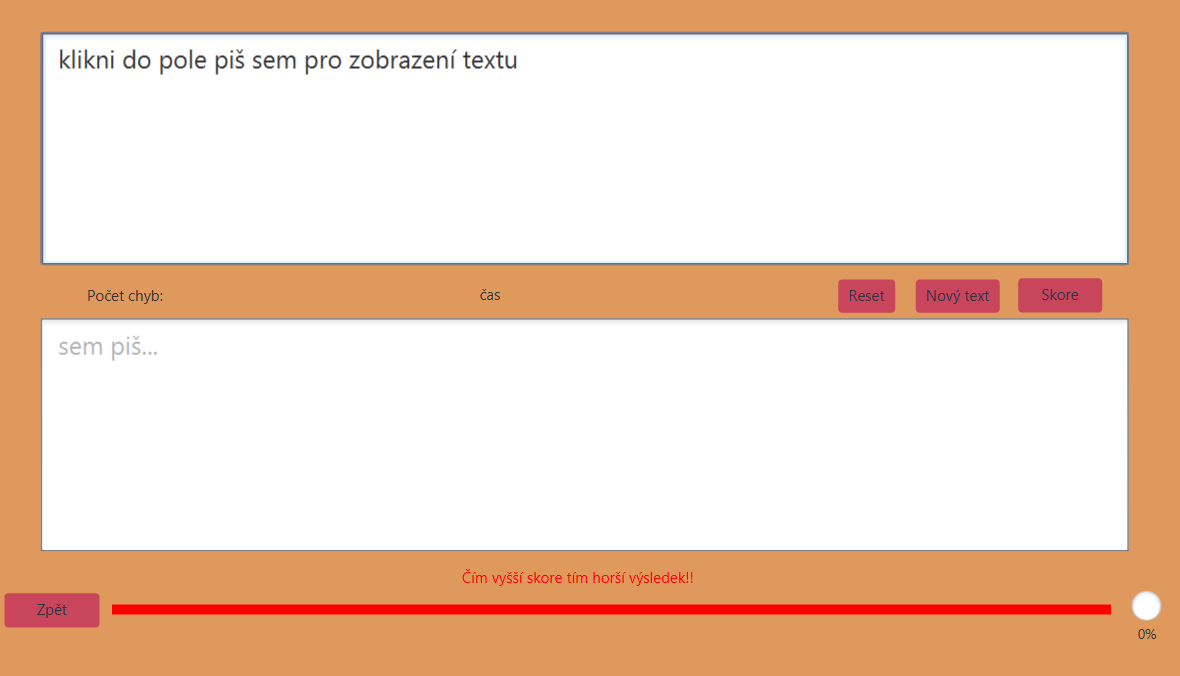 klikni do pole piš sem pro zobrazení textu
Počet chyb:
čas
Reset
Nový text
Skore
sem piš...
Čím vyšší skore tím horší výsledek!!
Zpět
0%